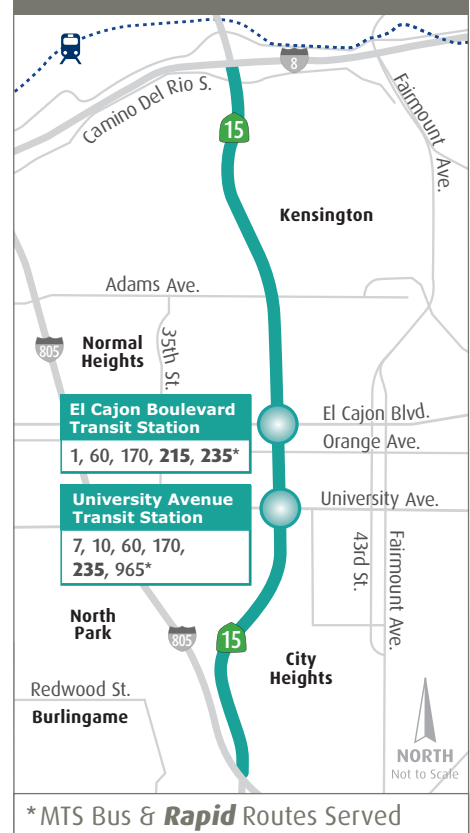 8
Camino Del Rio S.
Fairmount Ave.
15
Kensington
Adams Ave.
805
Normal
Heights
35th St.
El Cajon Boulevard
Transit Station
1, 60, 170, 215, 235*
El Cajon Blvd.
Orange Ave.
University Avenue
Transit Station
7, 10, 60, 170,
235, 965*
University Ave.
43rd St.
Fairmount Ave.
North
Park
805
15
City
Heights
Redwood St.
Burlingame
NORTH
Not to Scale
*MTS Bus & Rapid Routes Served